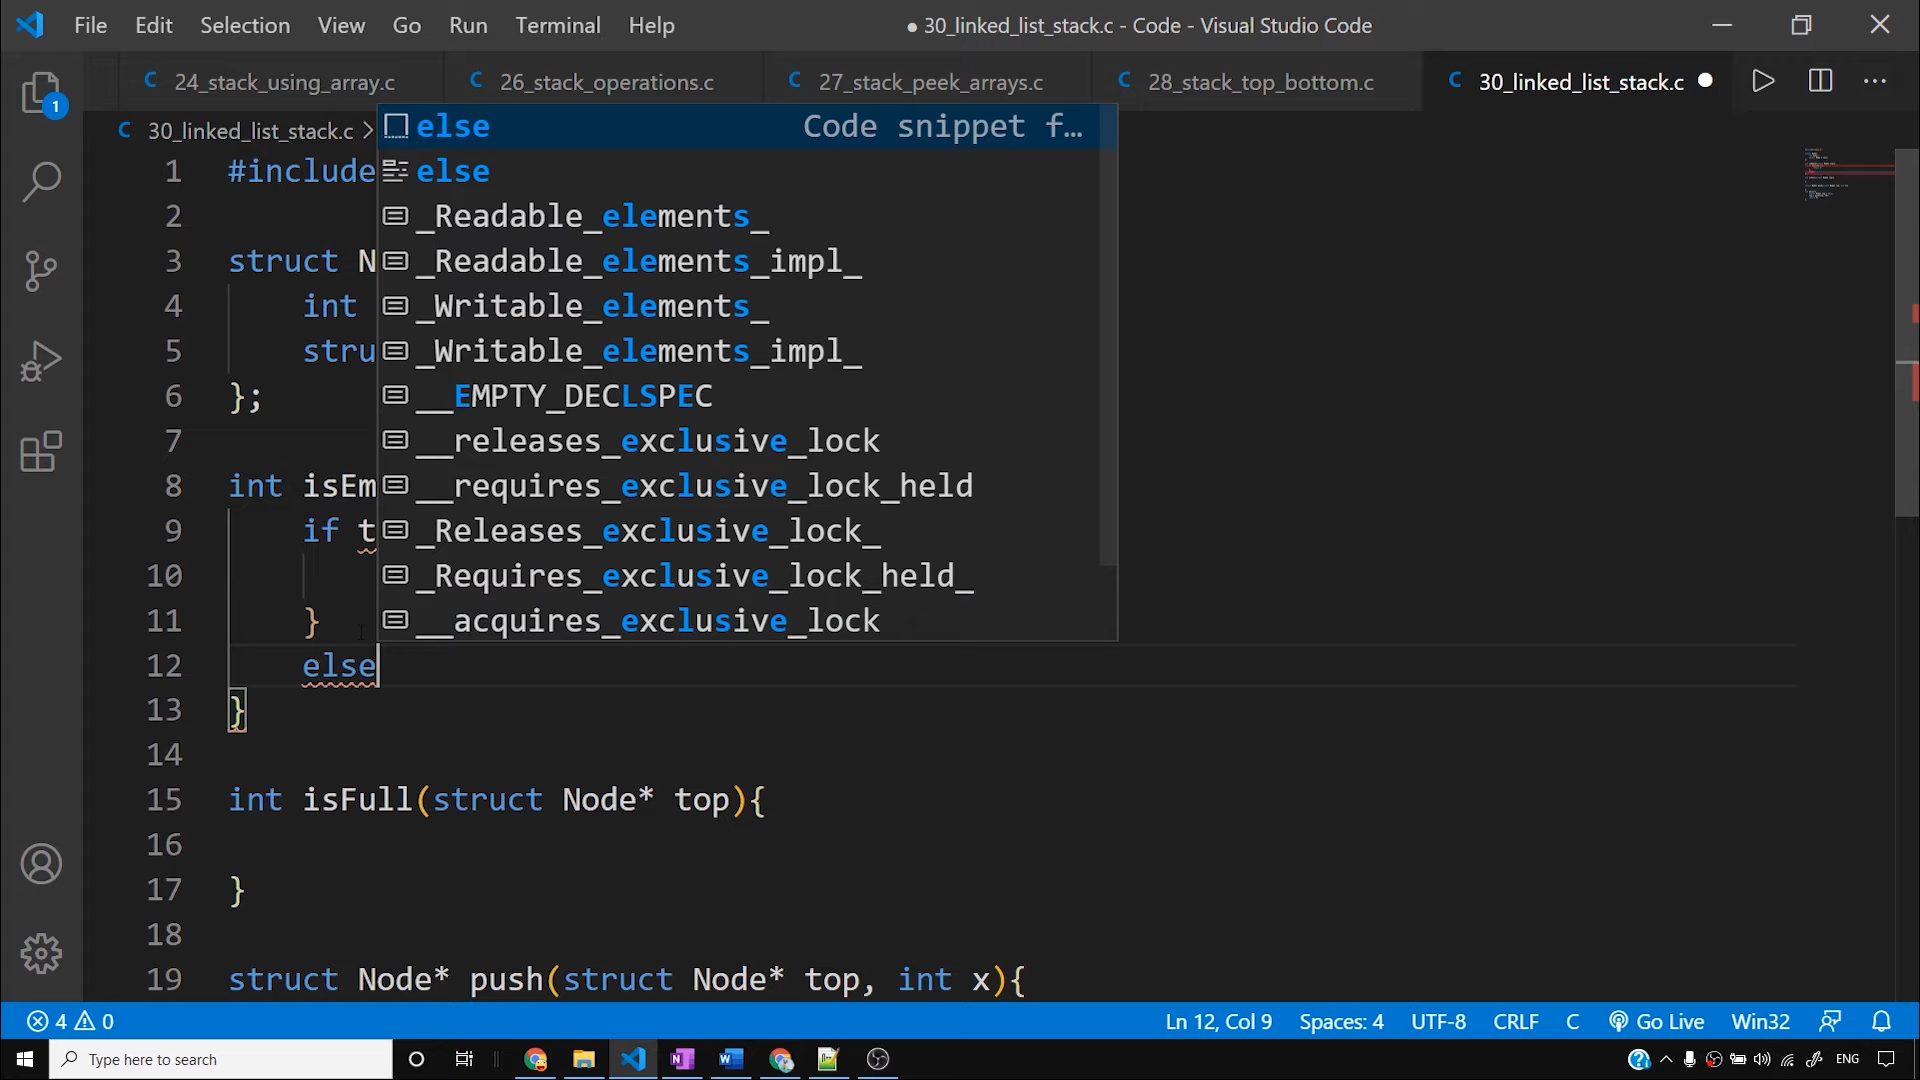 File Edit Selection View Go Run Terminal Help ● 30_linked_list_stack.c - Code - Visual Studio Code
C 24_stack_using_array.c C 26_stack_operations.c C 27_stack_peek_arrays.c C 28_stack_top_bottom.c C 30_linked_list_stack.c
1
C 30_linked_list_stack.c >
else Code snippet f…
1 #include
else
2
_Readable_elements_
3 struct N
_Readable_elements_impl_
4 int
_Writable_elements_
5 stru
_Writable_elements_impl_
6 };
__EMPTY_DECLSPEC
7
__releases_exclusive_lock
8 int isEm
__requires_exclusive_lock_held
9 if t
_Releases_exclusive_lock_
10
_Requires_exclusive_lock_held_
11 }
__acquires_exclusive_lock
12 else
13 }
14
15 int isFull(struct Node* top){
16
17 }
18
19 struct Node* push(struct Node* top, int x){
4 0 Ln 12, Col 9 Spaces: 4 UTF-8 CRLF C Go Live Win32
Type here to search ENG